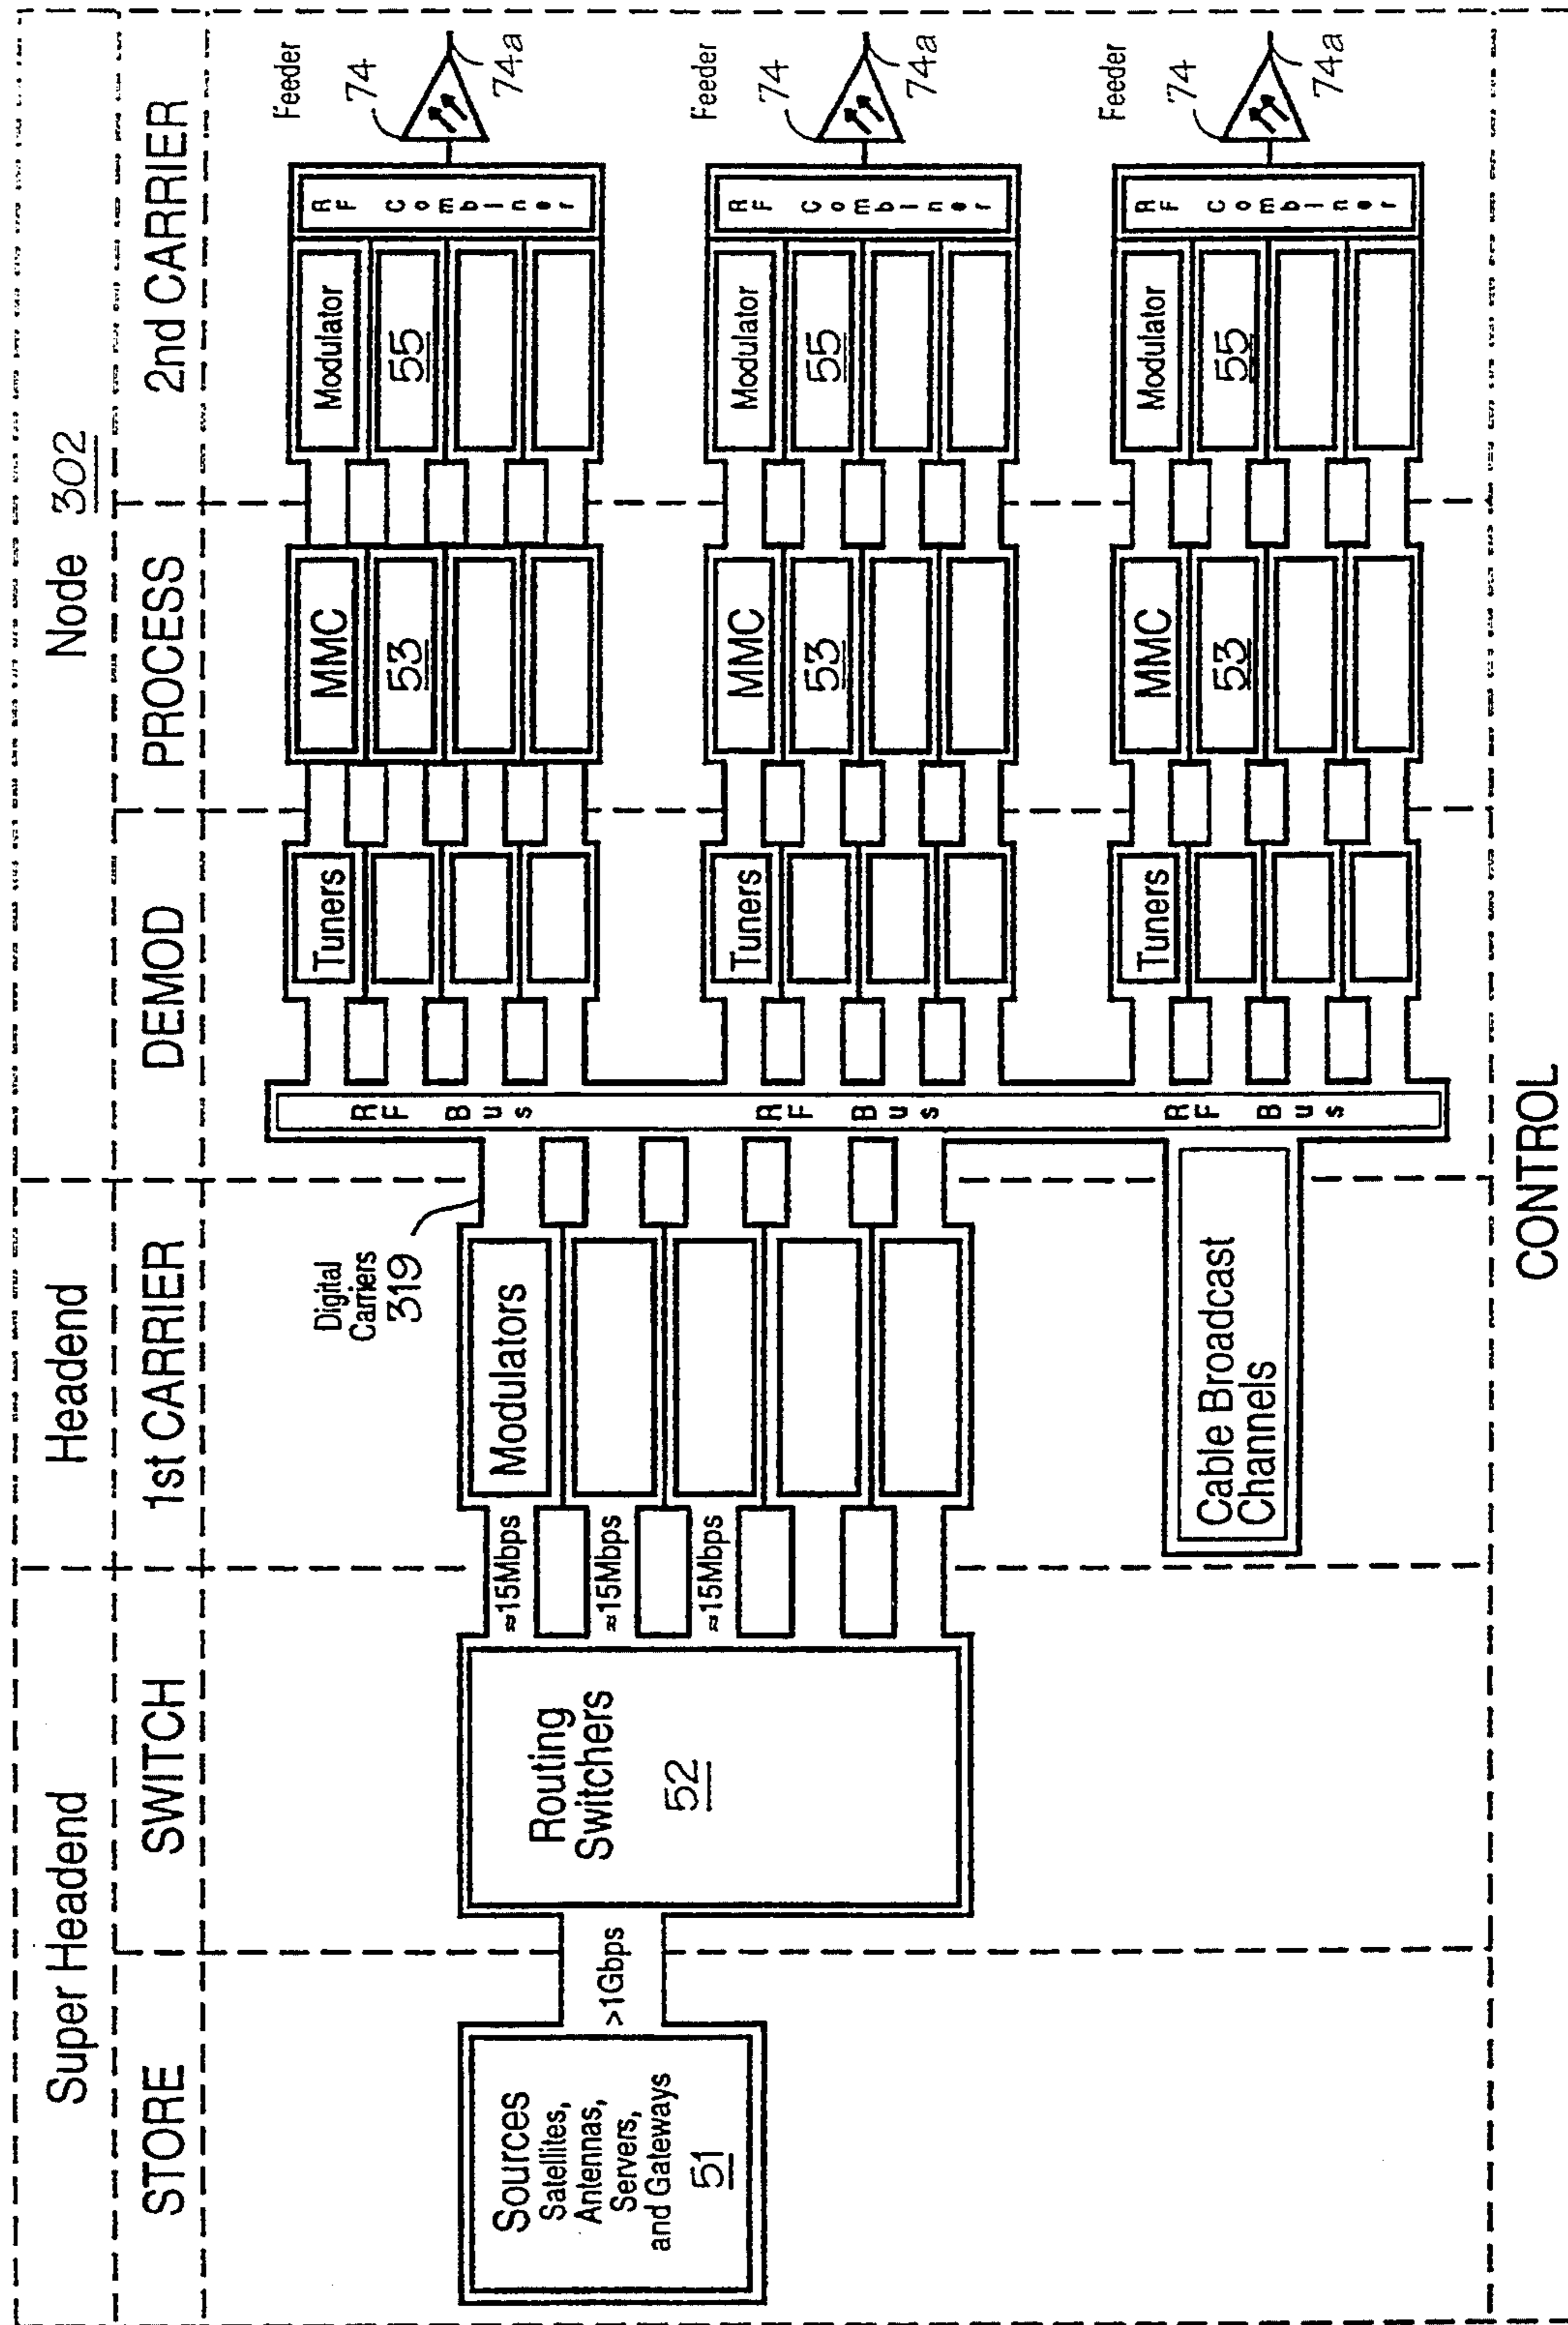 Super Headend
Headend
Node 302
STORE
SWITCH
1st CARRIER
DEMOD
PROCESS
2nd CARRIER
Sources
Satellites,
Antennas,
Servers,
and Gateways
51
>1Gbps
Routing
Switchers
52
≈15Mbps
≈15Mbps
≈15Mbps
Modulators
Digital
Carriers
319
Cable Broadcast
Channels
RF Bus
RF Bus
RF Bus
Tuners
MMC
53
Modulator
55
RF Combiner
Feeder
74
74a
Tuners
MMC
53
Modulator
55
RF Combiner
Feeder
74
74a
Tuners
MMC
53
Modulator
55
RF Combiner
Feeder
74
74a
CONTROL